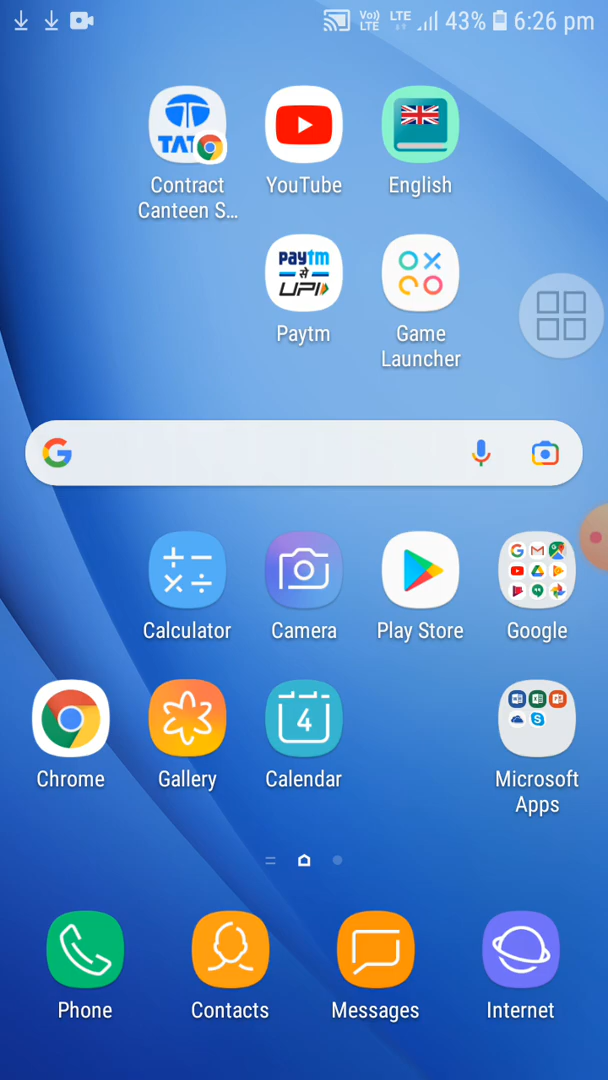 Vo)) LTE LTE 43% 6:26 pm
TAT
Contract
Canteen S...
YouTube
English
paytm
से
UPI
Paytm
Game
Launcher
Calculator
Camera
Play Store
Google
Chrome
Gallery
4
Calendar
Microsoft
Apps
Phone
Contacts
Messages
Internet